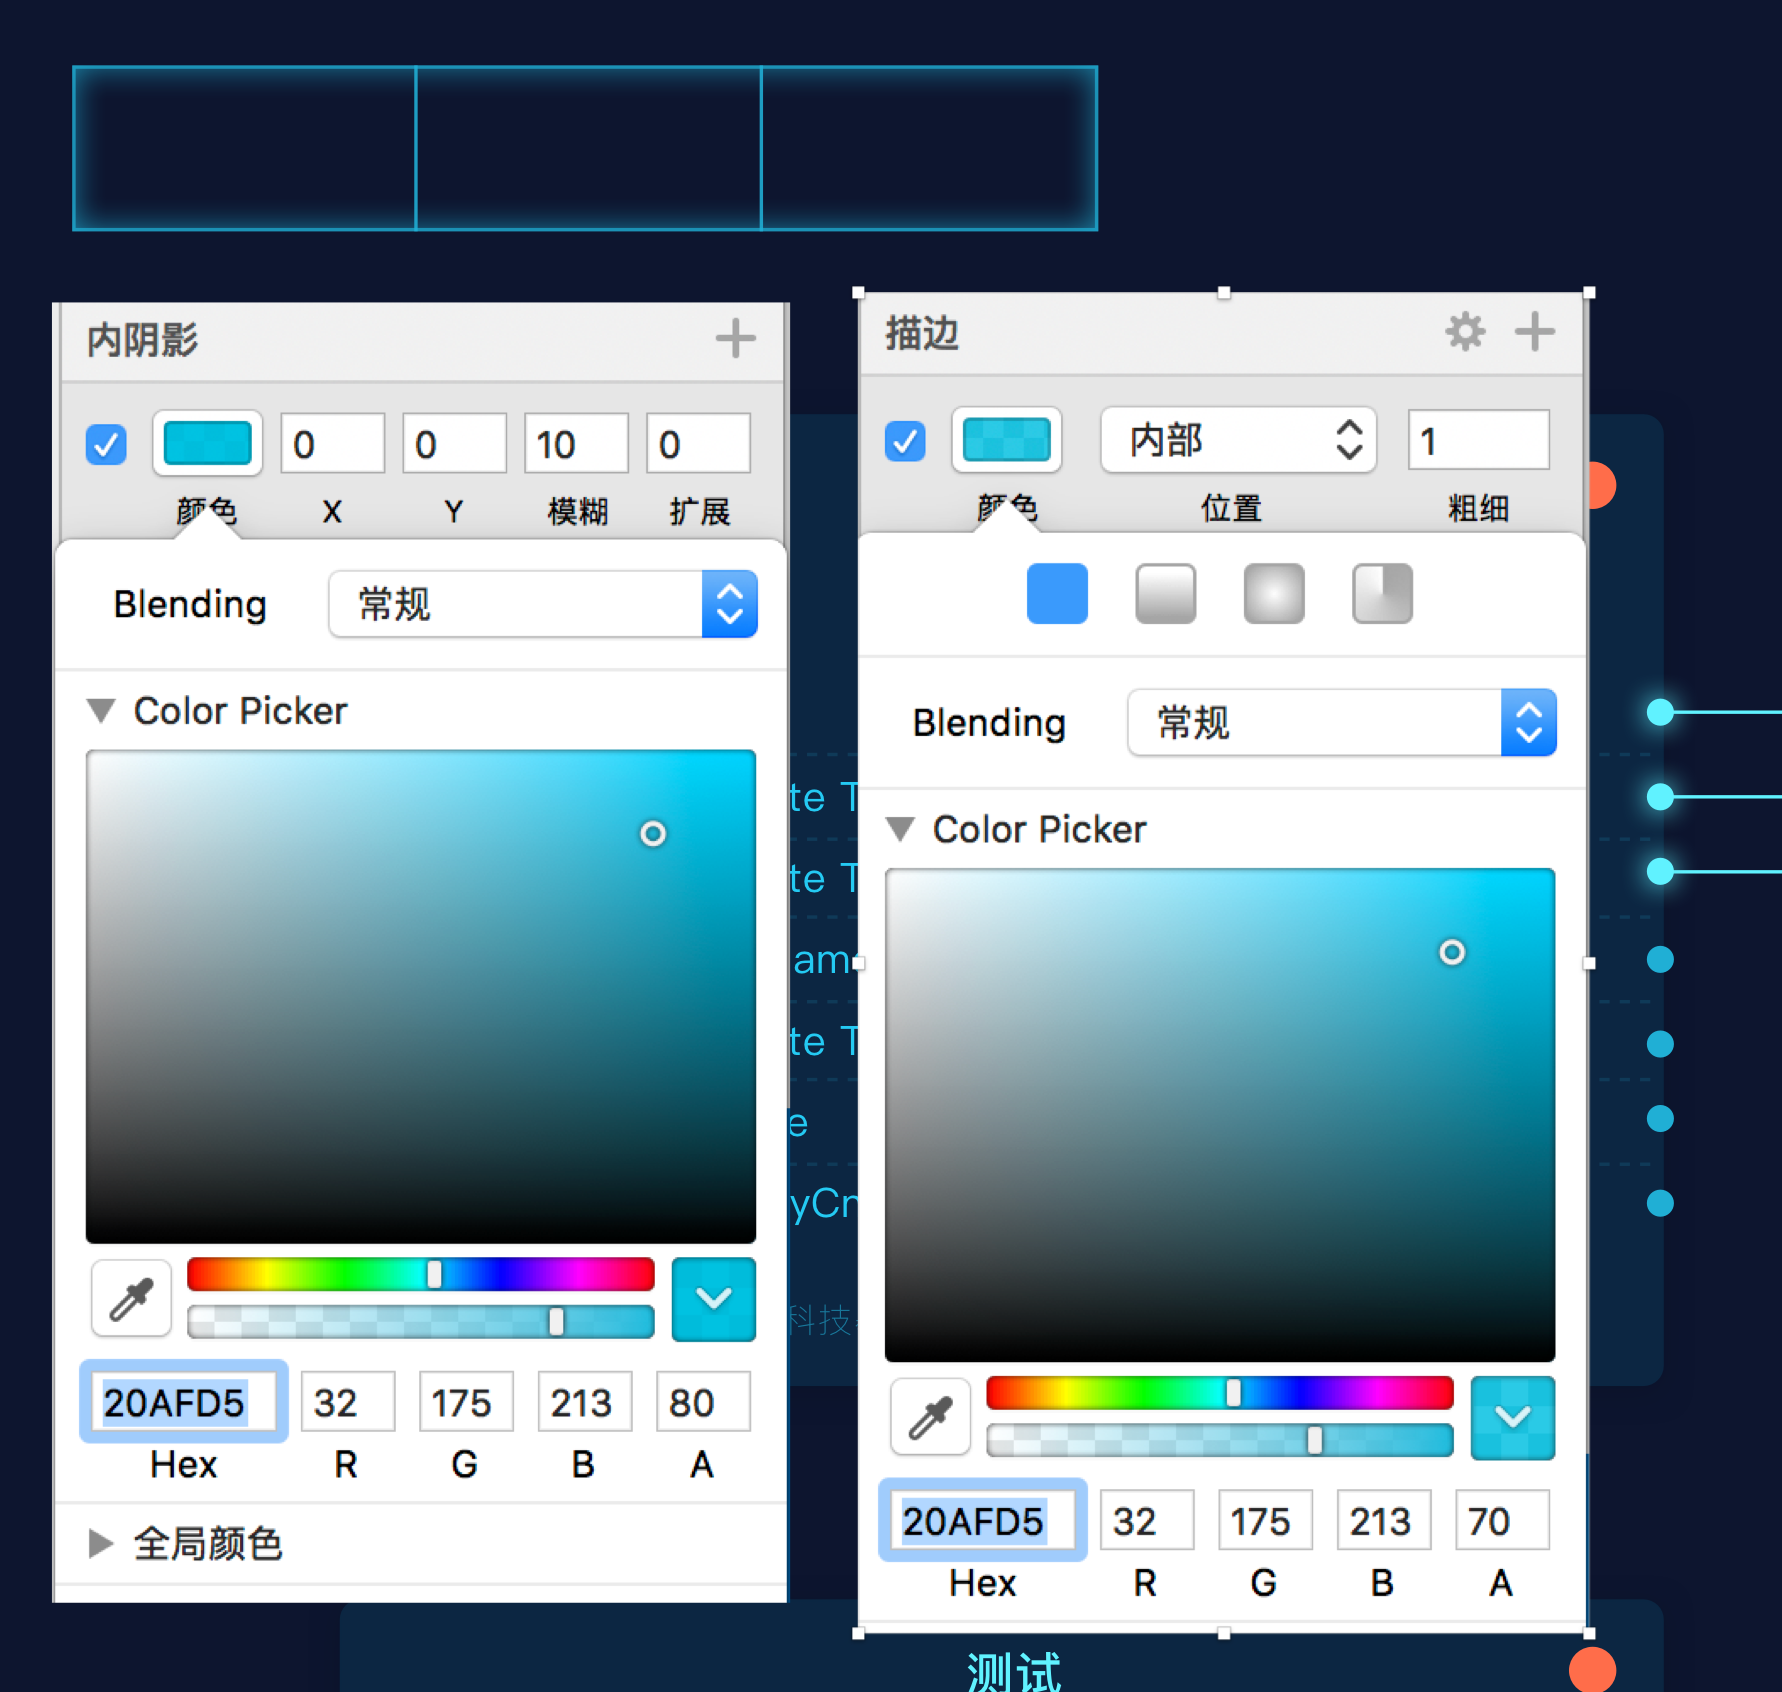 内阴影
0 0 10 0
颜色 X Y 模糊 扩展
Blending 常规
Color Picker
20AFD5 32 175 213 80
Hex R G B A
全局颜色
描边
内部 1
颜色 位置 粗细
Blending 常规
Color Picker
20AFD5 32 175 213 70
Hex R G B A
te T
te T
am
te T
e
yCn
科技
测试